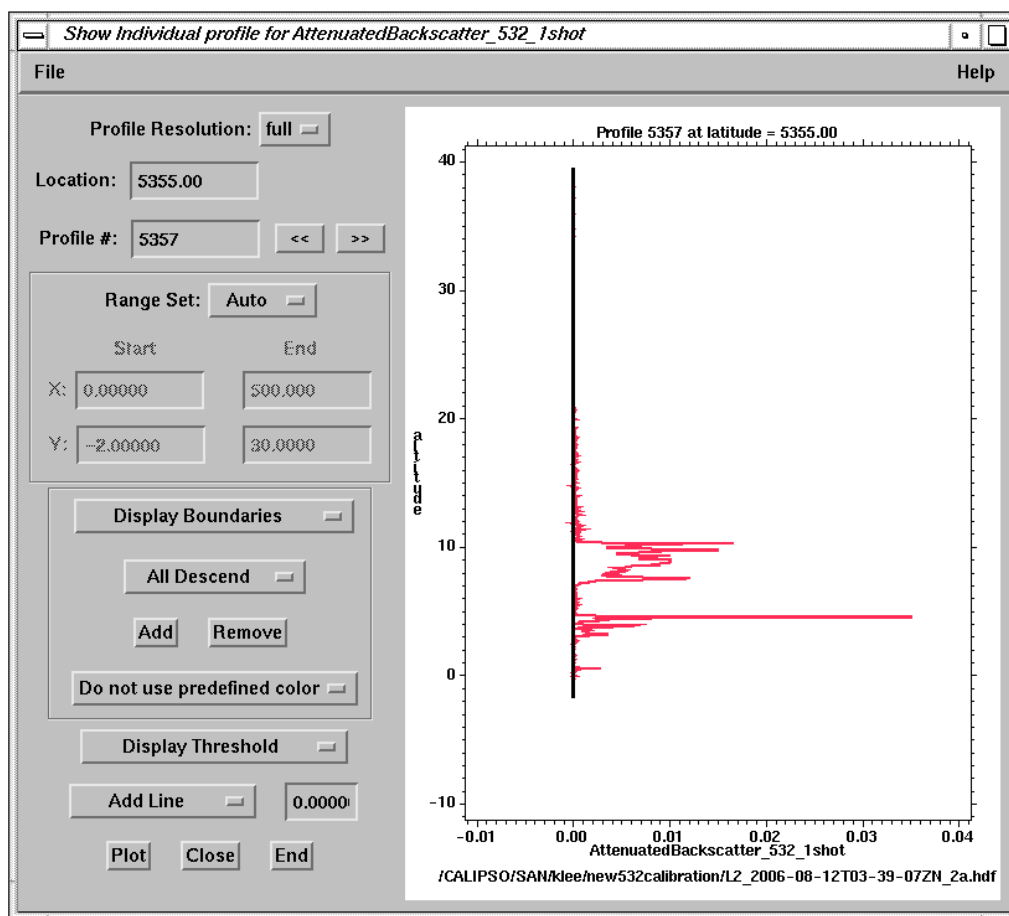 Show Individual profile for AttenuatedBackscatter_532_1shot
File Help
Profile Resolution: full
Location: 5355.00
Profile #: 5357 << >>
Range Set: Auto
Start End
X: 0.00000 500.000
Y: -2.00000 30.0000
Display Boundaries
All Descend
Add Remove
Do not use predefined color
Display Threshold
Add Line 0.0000
Plot Close End
Profile 5357 at latitude = 5355.00
40
30
20
altitude
10
0
-10
-0.01 0.00 0.01 0.02 0.03 0.04
AttenuatedBackscatter_532_1shot
/CALIPSO/SAN/klee/new532calibration/L2_2006-08-12T03-39-07ZN_2a.hdf